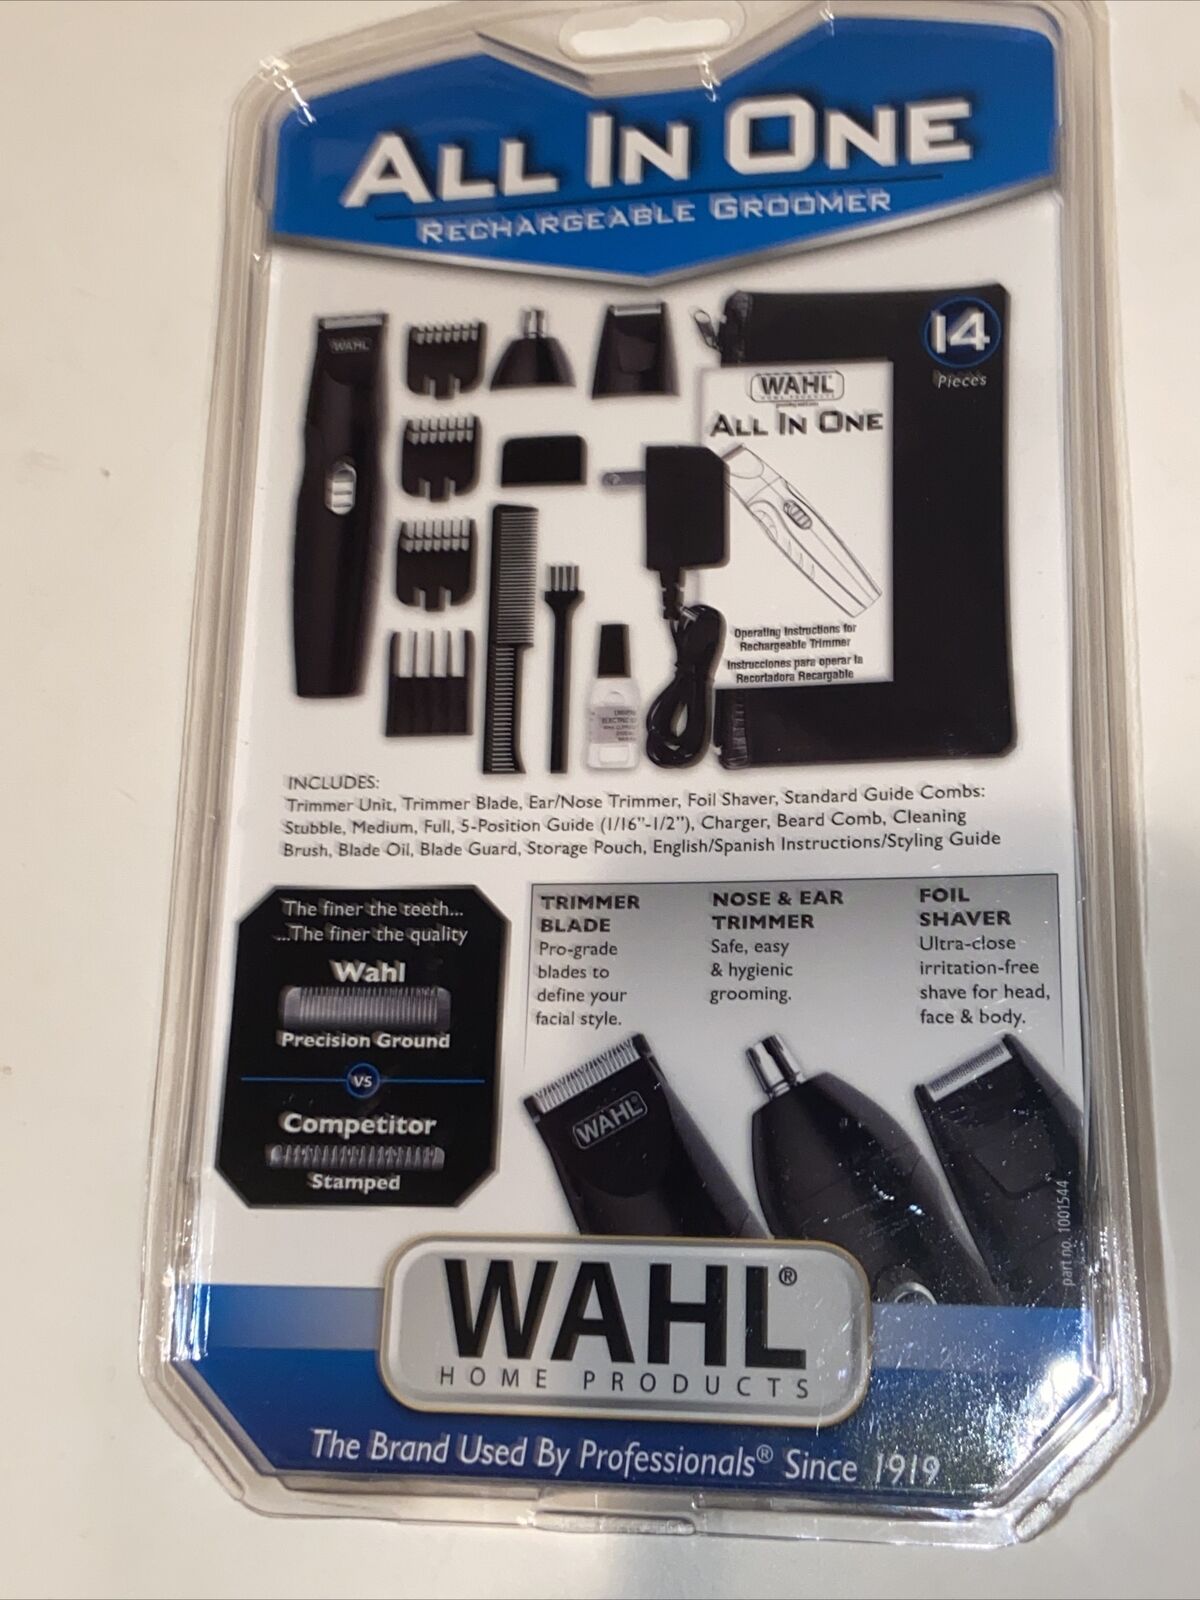 ALL IN ONE
RECHARGEABLE GROOMER
WAHL
14
Pieces
WAHL
HOME PRODUCTS
ALL IN ONE
Operating Instructions for
Rechargeable Trimmer
Instrucciones para operar la
Recortadora Recargable
INCLUDES:
Trimmer Unit, Trimmer Blade, Ear/Nose Trimmer, Foil Shaver, Standard Guide Combs:
Stubble, Medium, Full, 5-Position Guide (1/16”-1/2”), Charger, Beard Comb, Cleaning
Brush, Blade Oil, Blade Guard, Storage Pouch, English/Spanish Instructions/Styling Guide
The finer the teeth...
...The finer the quality
Wahl
Precision Ground
VS
Competitor
Stamped
TRIMMER
BLADE
Pro-grade
blades to
define your
facial style.
NOSE & EAR
TRIMMER
Safe, easy
& hygienic
grooming.
FOIL
SHAVER
Ultra-close
irritation-free
shave for head,
face & body.
WAHL
part no. 1001544
WAHL®
HOME PRODUCTS
The Brand Used By Professionals® Since 1919